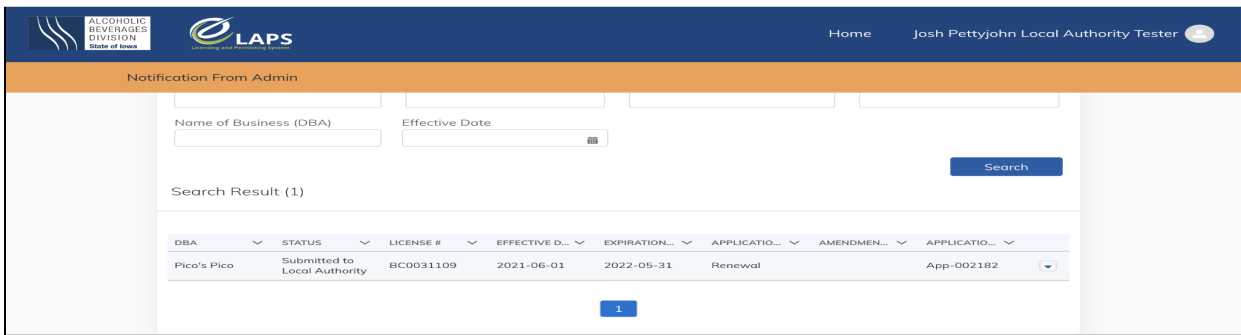 ALCOHOLIC
BEVERAGES
DIVISION
State of Iowa
eLAPS
Licensing and Permitting System
Home
Josh Pettyjohn Local Authority Tester
Notification From Admin
Name of Business (DBA)
Effective Date
Search
Search Result (1)
DBA STATUS LICENSE # EFFECTIVE D... EXPIRATION... APPLICATIO... AMENDMEN... APPLICATIO...
Pico's Pico Submitted to Local Authority BC0031109 2021-06-01 2022-05-31 Renewal App-002182
1